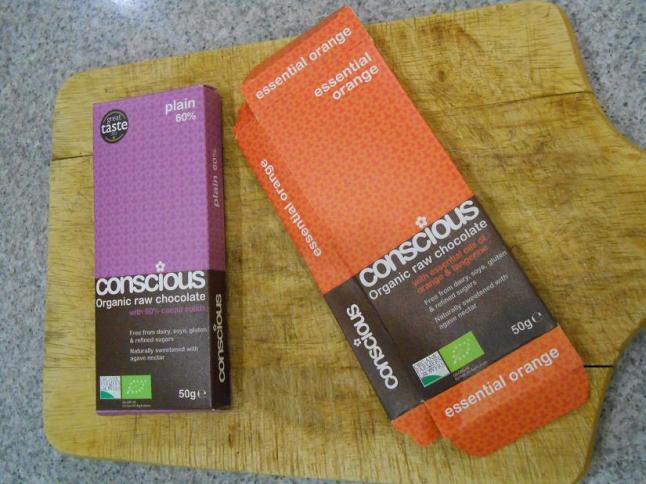 great
taste
plain
60%
plain 60%
conscious
Organic raw chocolate
with 60% cacao solids
Free from dairy, soya, gluten
& refined sugars
Naturally sweetened with
agave nectar
50g e
conscious
essential orange
essential
orange
essential orange
conscious
Organic raw chocolate
with essential oils of
orange & tangerine
Free from dairy, soya, gluten
& refined sugars
Naturally sweetened with
agave nectar
50g e
conscious
essential orange